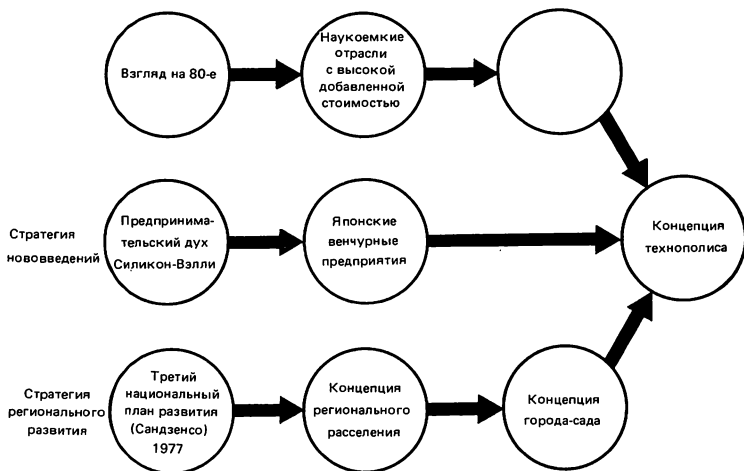 Взгляд на 80-е
Наукоемкие
отрасли
с высокой
добавленной
стоимостью
Стратегия
нововведений
Предпринима-
тельский дух
Силикон-Вэлли
Японские
венчурные
предприятия
Концепция
технополиса
Стратегия
регионального
развития
Третий
национальный
план развития
(Сандзенсо)
1977
Концепция
регионального
расселения
Концепция
города-сада